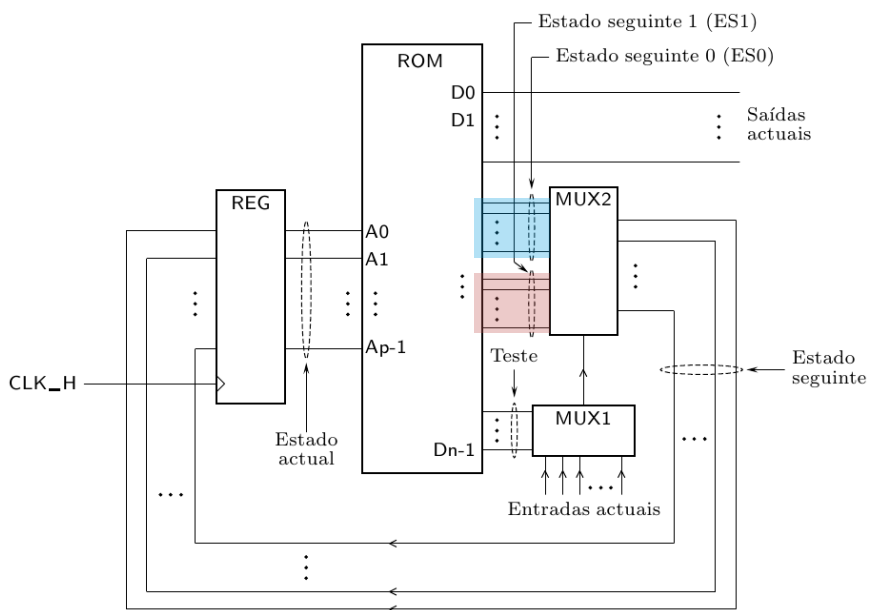 Estado seguinte 1 (ES1)
Estado seguinte 0 (ES0)
ROM
D0
D1
Saídas
actuais
REG
MUX2
A0
A1
Ap-1
Teste
CLK_H
Estado
seguinte
MUX1
Estado
actual
Dn-1
Entradas actuais